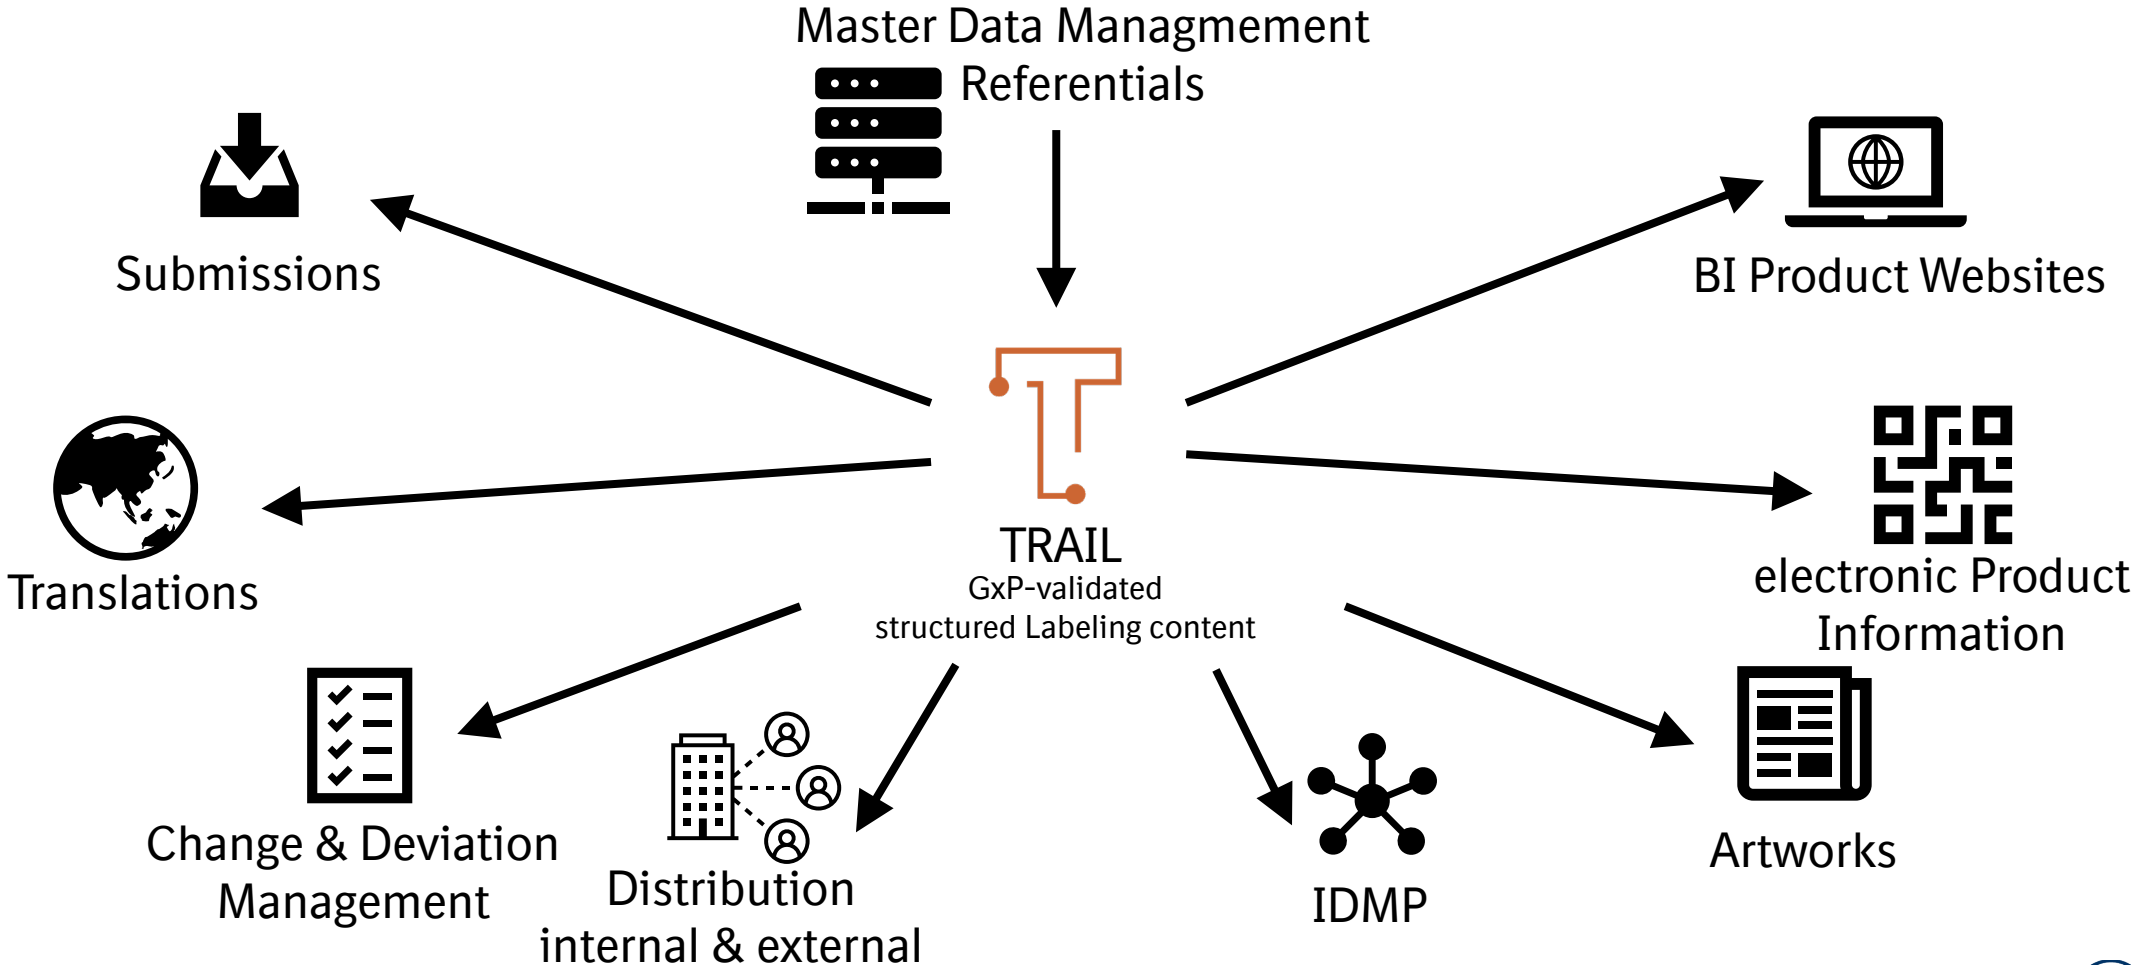 Master Data Managmement
Referentials
Submissions
BI Product Websites
Translations
TRAIL
GxP-validated
structured Labeling content
electronic Product
Information
Change & Deviation
Management
Distribution
internal & external
IDMP
Artworks